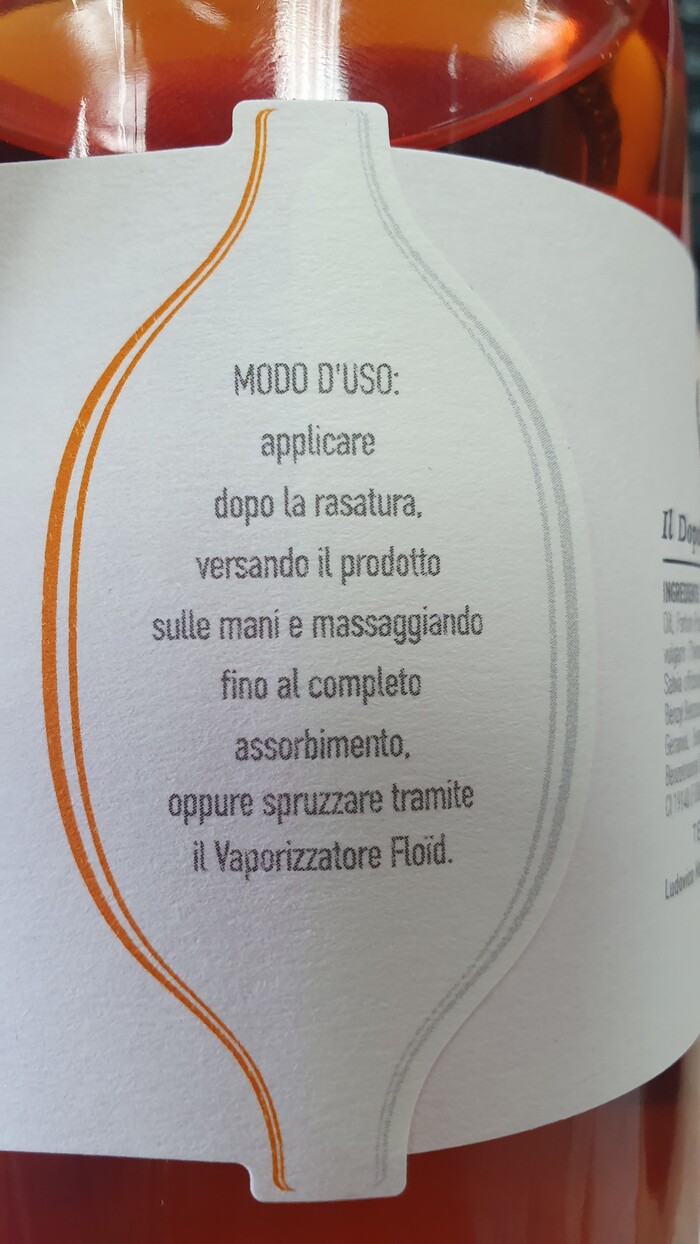 MODO D'USO:
applicare
dopo la rasatura,
versando il prodotto
sulle mani e massaggiando
fino al completo
assorbimento,
oppure spruzzare tramite
il Vaporizzatore Floïd.
Il